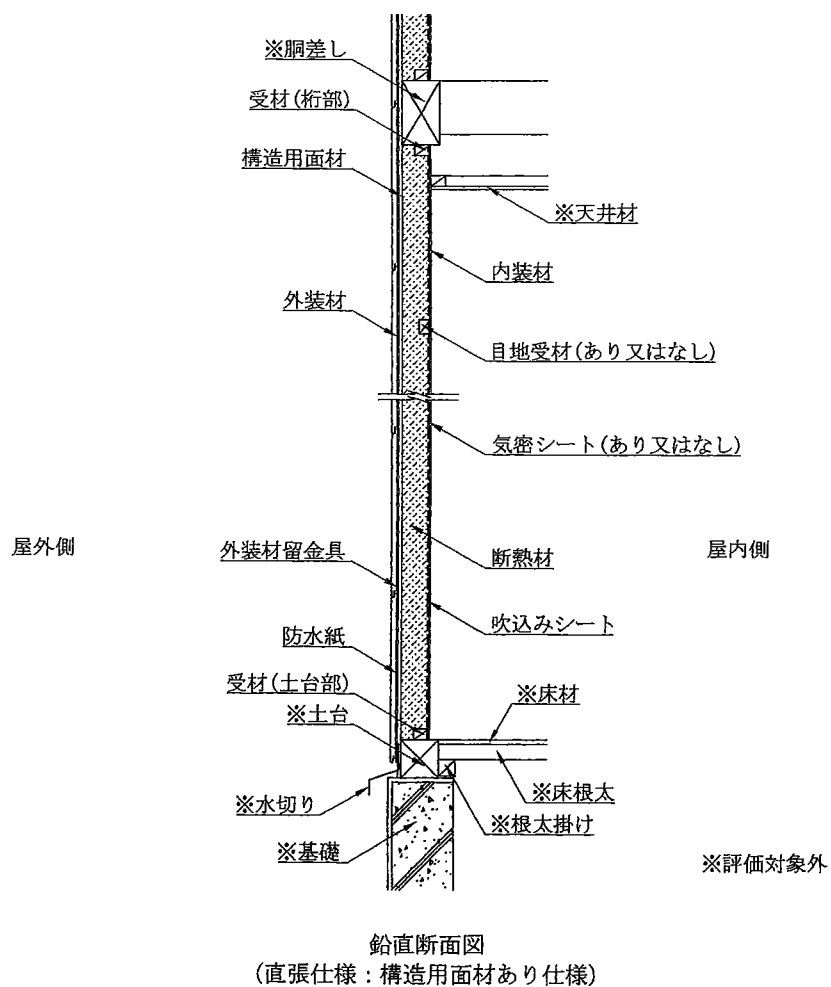 ※胴差し
受材(桁部)
構造用面材
※天井材
内装材
外装材
目地受材(あり又はなし)
気密シート(あり又はなし)
屋外側
外装材留金具
断熱材
屋内側
吹込みシート
防水紙
受材(土台部)
※床材
※土台
※床根太
※水切り
※根太掛け
※基礎
※評価対象外
鉛直断面図
(直張仕様：構造用面材あり仕様)